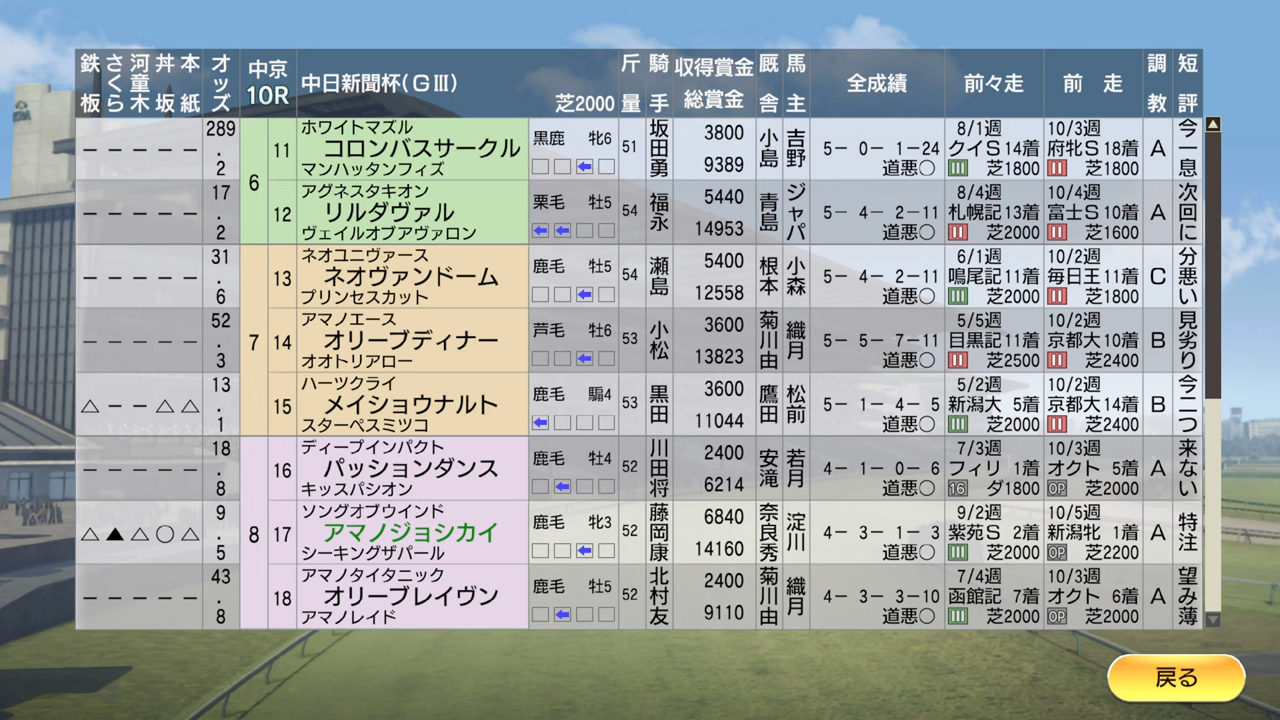 鉄板 さくら 河童木 丼坂 本紙 オッズ 中京10R 中日新聞杯(GⅢ) 芝2000 斤量 騎手 収得賞金 総賞金 厩舎 馬主 全成績 前々走 前走 調教 短評
－－－－－ 289.2 6 11 ホワイトマズル 黒鹿 牝6 51 坂田勇 3800 小島 吉野 5－0－1－24 8/1週 10/3週 A 今一息
コロンバスサークル クイS 14着 府牝S 18着
マンハッタンフィズ ← 9389 道悪○ Ⅲ 芝1800 Ⅱ 芝1800
－－－－－ 17.2 12 アグネスタキオン 栗毛 牡5 54 福永 5440 青島 ジャパ 5－4－2－11 8/4週 10/4週 A 次回に
リルダヴァル 札幌記 13着 富士S 10着
ヴェイルオブアヴァロン ←← 14953 道悪○ Ⅱ 芝2000 Ⅱ 芝1600
－－－－－ 31.6 7 13 ネオユニヴァース 鹿毛 牡5 54 瀬島 5400 根本 小森 5－4－2－11 6/1週 10/2週 C 分悪い
ネオヴァンドーム 鳴尾記 11着 毎日王 11着
プリンセスカット ← 12558 道悪○ Ⅲ 芝2000 Ⅱ 芝1800
－－－－－ 52.3 14 アマノエース 芦毛 牡6 53 小松 3600 菊川由 織月 5－5－7－11 5/5週 10/2週 B 見劣り
オリーブディナー 目黒記 11着 京都大 10着
オオトリアロー ← 13823 道悪○ Ⅱ 芝2500 Ⅱ 芝2400
△－－△△ 13.1 15 ハーツクライ 鹿毛 騸4 53 黒田 3600 鷹田 松前 5－1－4－5 5/2週 10/2週 B 今二つ
メイショウナルト 新潟大 5着 京都大 14着
スターペスミツコ ← 11044 道悪○ Ⅲ 芝2000 Ⅱ 芝2400
－－－－－ 18.8 8 16 ディープインパクト 鹿毛 牡4 52 川田将 2400 安滝 若月 4－1－0－6 7/3週 10/3週 A 来ない
パッションダンス フィリ 1着 オクト 5着
キッスパシオン ← 6214 道悪○ 16 ダ1800 OP 芝2000
△▲△○△ 9.5 17 ソングオブウインド 鹿毛 牝3 52 藤岡康 6840 奈良秀 淀川 4－3－1－3 9/2週 10/5週 A 特注
アマノジョシカイ 紫苑S 2着 新潟牝 1着
シーキングザパール ← 14160 道悪○ Ⅲ 芝2000 OP 芝2200
－－－－－ 43.8 18 アマノタイタニック 鹿毛 牡5 52 北村友 2400 菊川由 織月 4－3－3－10 7/4週 10/3週 A 望み薄
オリーブレイヴン 函館記 7着 オクト 6着
アマノレイド ← 9110 道悪○ Ⅲ 芝2000 OP 芝2000
戻る